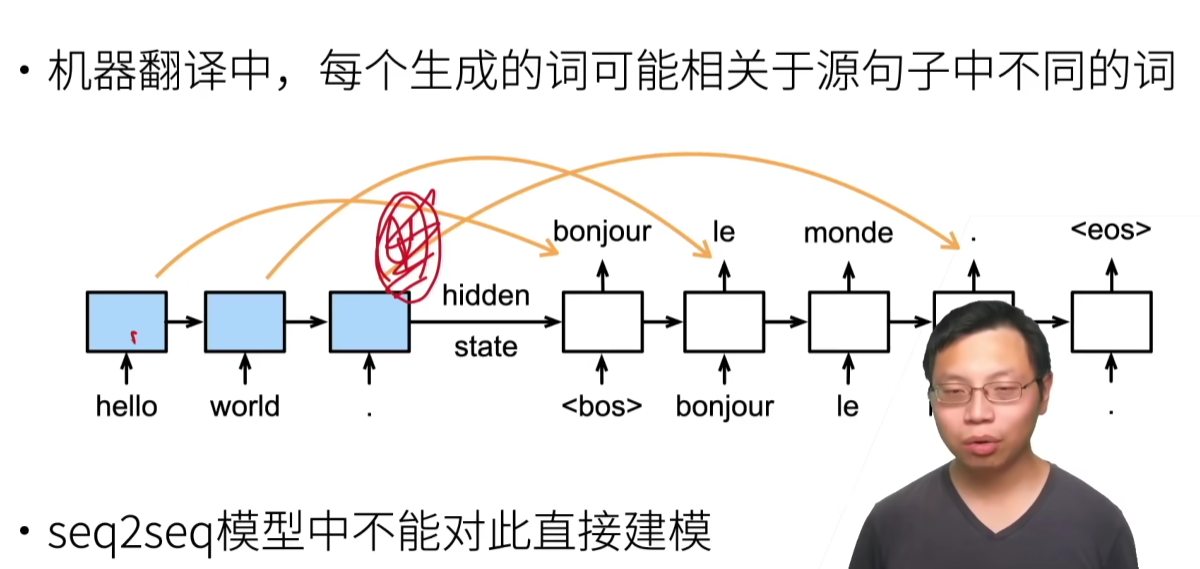 • 机器翻译中，每个生成的词可能相关于源句子中不同的词
bonjour le monde . <eos>
hidden
state
hello world . <bos> bonjour le .
• seq2seq模型中不能对此直接建模